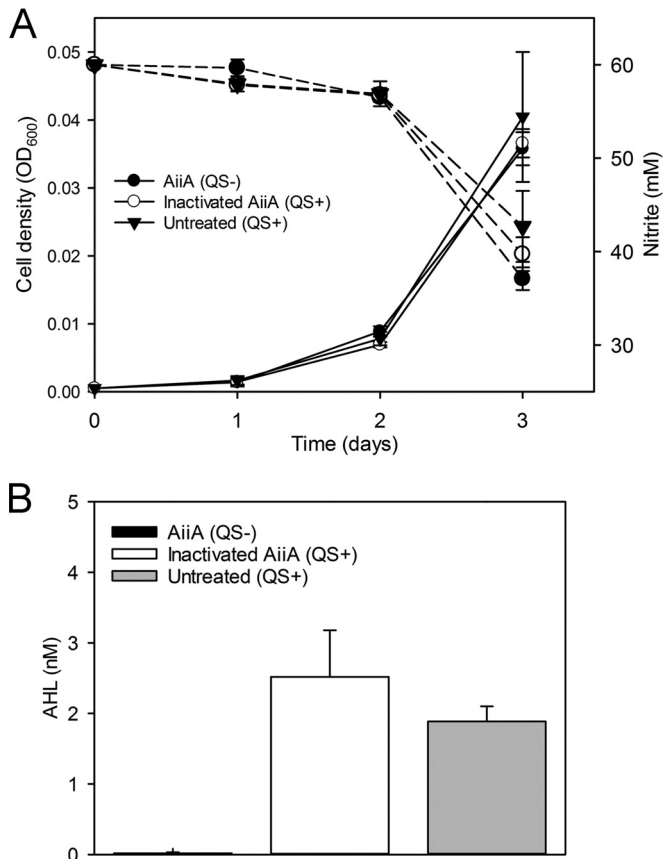 A
0.05
0.04
0.03
0.02
0.01
0.00
Cell density (OD600)
AiiA (QS-)
Inactivated AiiA (QS+)
Untreated (QS+)
60
50
40
30
Nitrite (mM)
0 1 2 3
Time (days)
B
5
4
3
2
1
0
AHL (nM)
AiiA (QS-)
Inactivated AiiA (QS+)
Untreated (QS+)